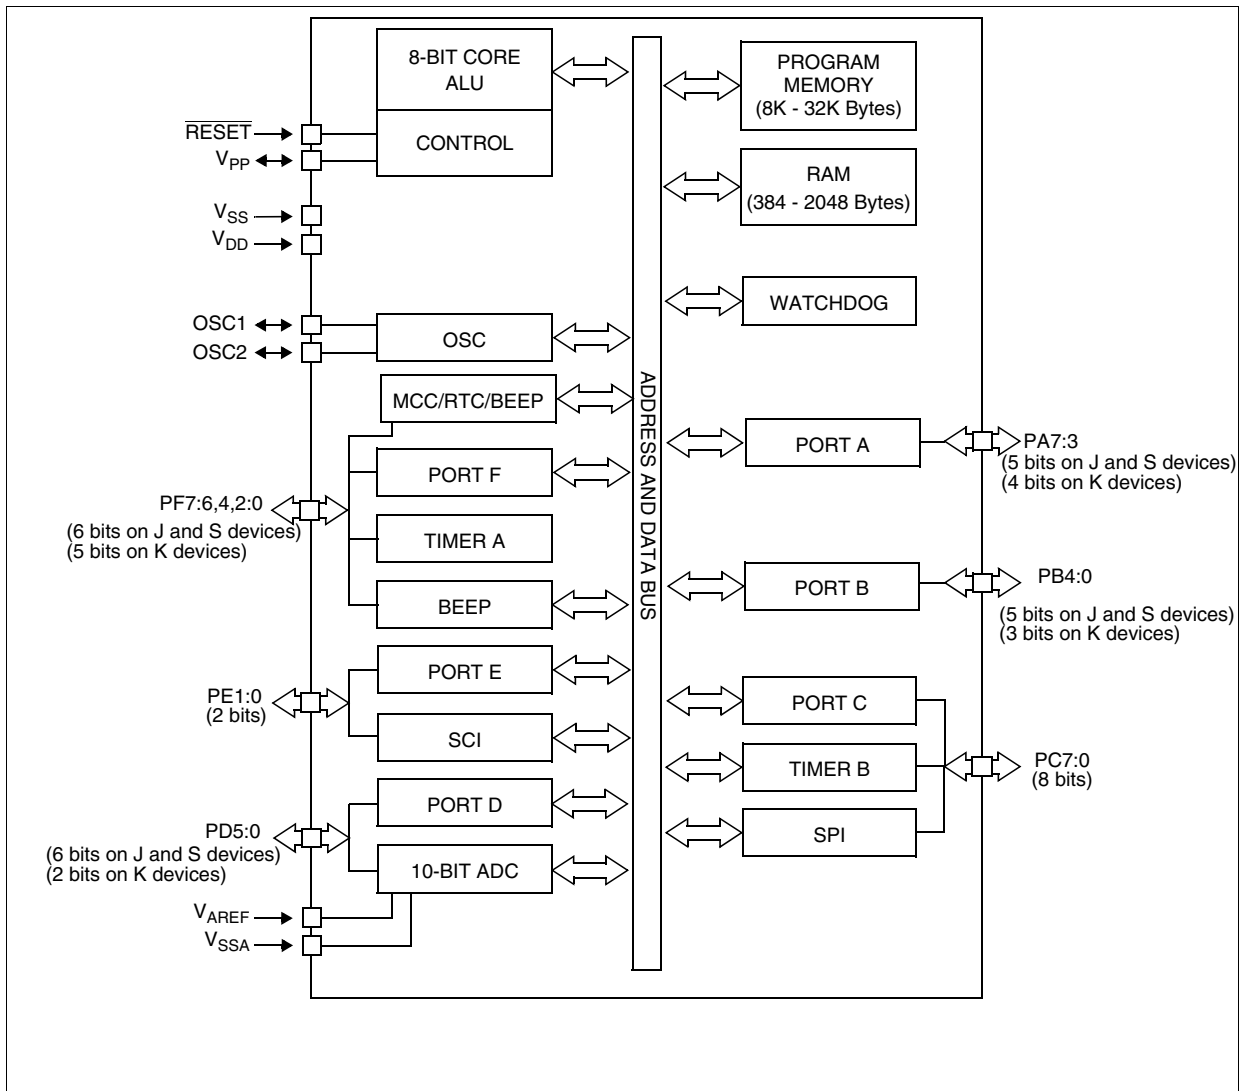 8-BIT CORE
ALU
CONTROL
RESET
VPP
VSS
VDD
OSC1
OSC2
OSC
MCC/RTC/BEEP
PORT F
PF7:6,4,2:0
(6 bits on J and S devices)
(5 bits on K devices)
TIMER A
BEEP
PORT E
PE1:0
(2 bits)
SCI
PORT D
PD5:0
(6 bits on J and S devices)
(2 bits on K devices)
10-BIT ADC
VAREF
VSSA
ADDRESS AND DATA BUS
PROGRAM
MEMORY
(8K - 32K Bytes)
RAM
(384 - 2048 Bytes)
WATCHDOG
PORT A
PA7:3
(5 bits on J and S devices)
(4 bits on K devices)
PORT B
PB4:0
(5 bits on J and S devices)
(3 bits on K devices)
PORT C
TIMER B
PC7:0
(8 bits)
SPI